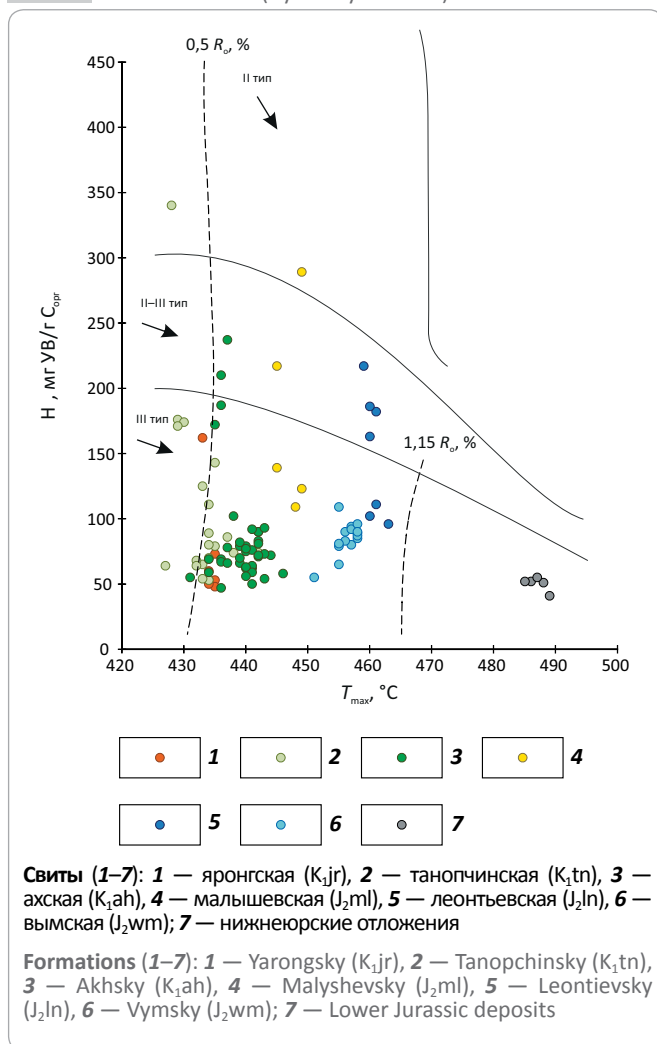 0,5 Rₒ, %
450
II тип
400
350
300
II–III тип
250
H , мг УВ/г Cₒₚᵣ
200
III тип
1,15 Rₒ, %
150
100
50
0
420 430 440 450 460 470 480 490 500
Tmax, °C
1 2 3 4
5 6 7
Свиты (1–7): 1 — яронгская (K₁jr), 2 — танопчинская (K₁tn), 3 —
ахская (K₁ah), 4 — малышевская (J₂ml), 5 — леонтьевская (J₂ln), 6 —
вымская (J₂wm); 7 — нижнеюрские отложения
Formations (1–7): 1 — Yarongsky (K₁jr), 2 — Tanopchinsky (K₁tn),
3 — Akhsky (K₁ah), 4 — Malyshevsky (J₂ml), 5 — Leontievsky
(J₂ln), 6 — Vymsky (J₂wm); 7 — Lower Jurassic deposits